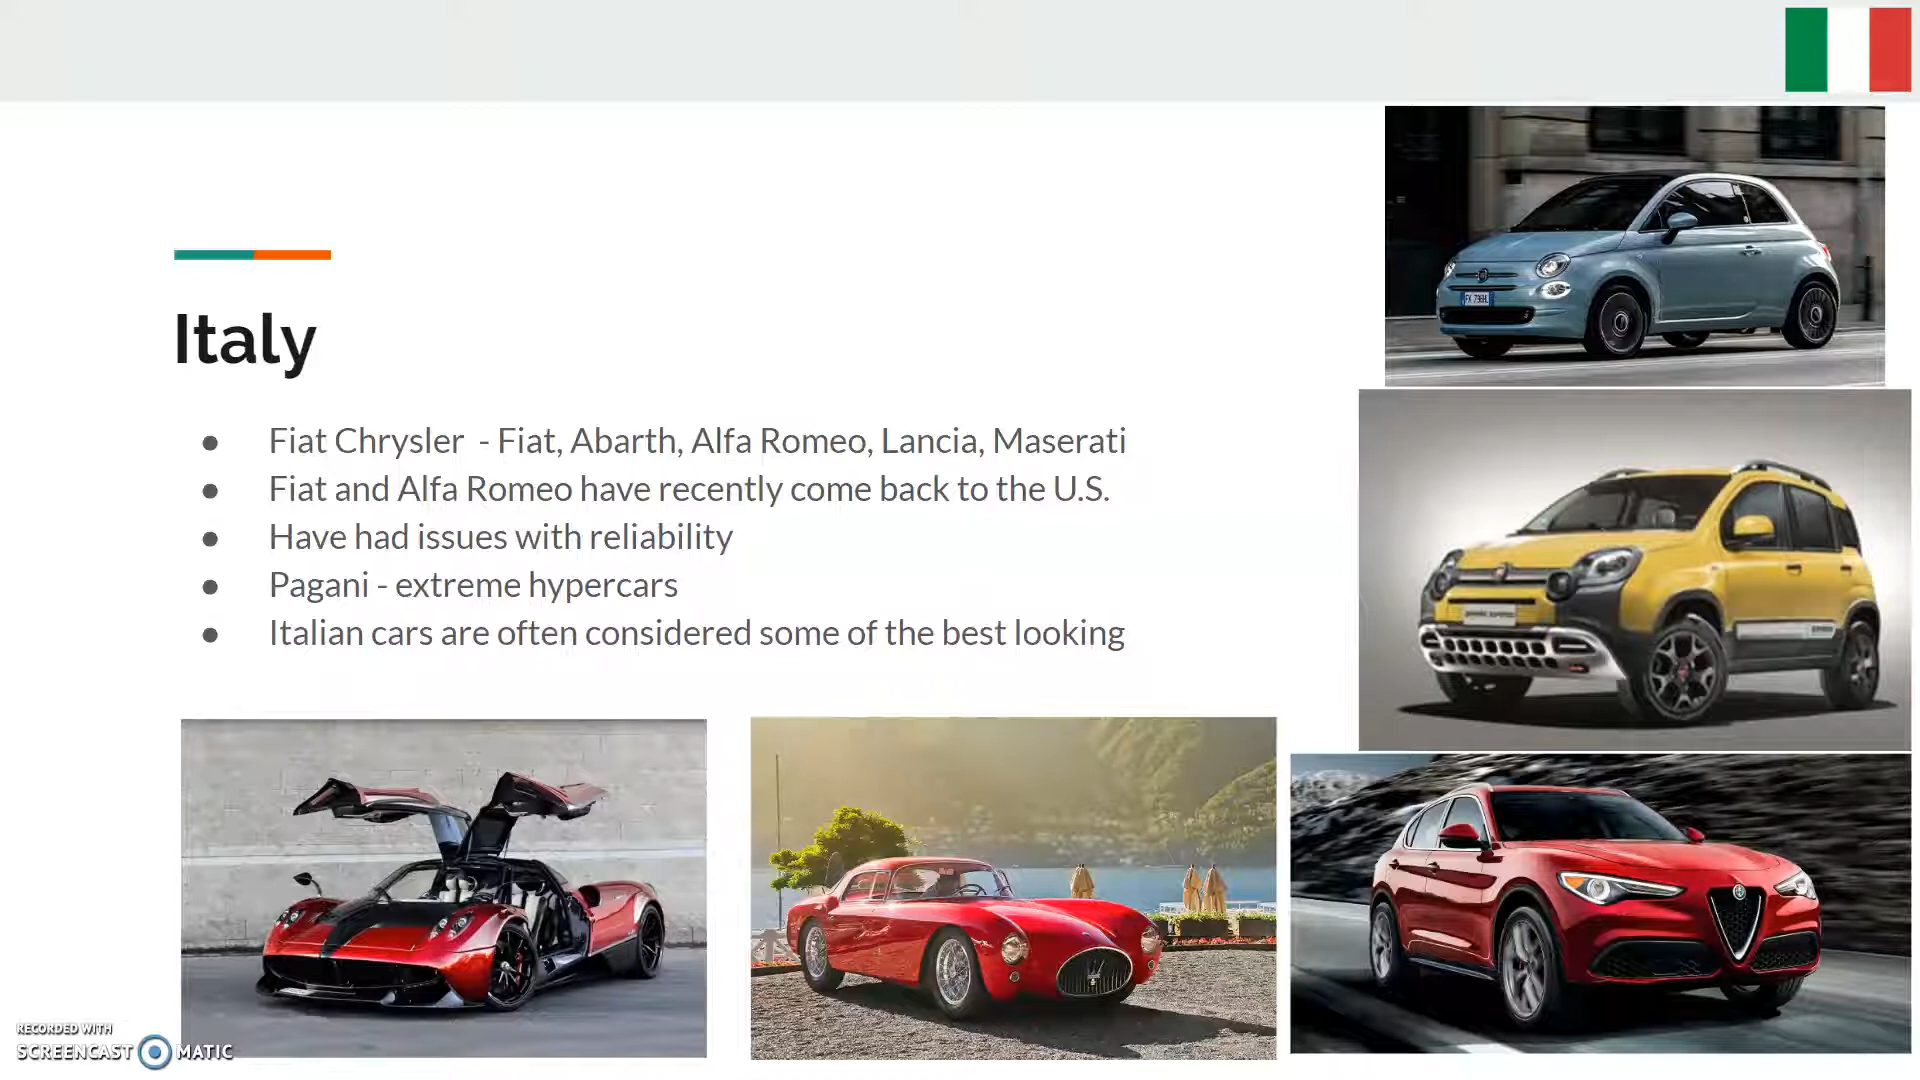 Italy
● Fiat Chrysler - Fiat, Abarth, Alfa Romeo, Lancia, Maserati
● Fiat and Alfa Romeo have recently come back to the U.S.
● Have had issues with reliability
● Pagani - extreme hypercars
● Italian cars are often considered some of the best looking
RECORDED WITH
SCREENCAST MATIC